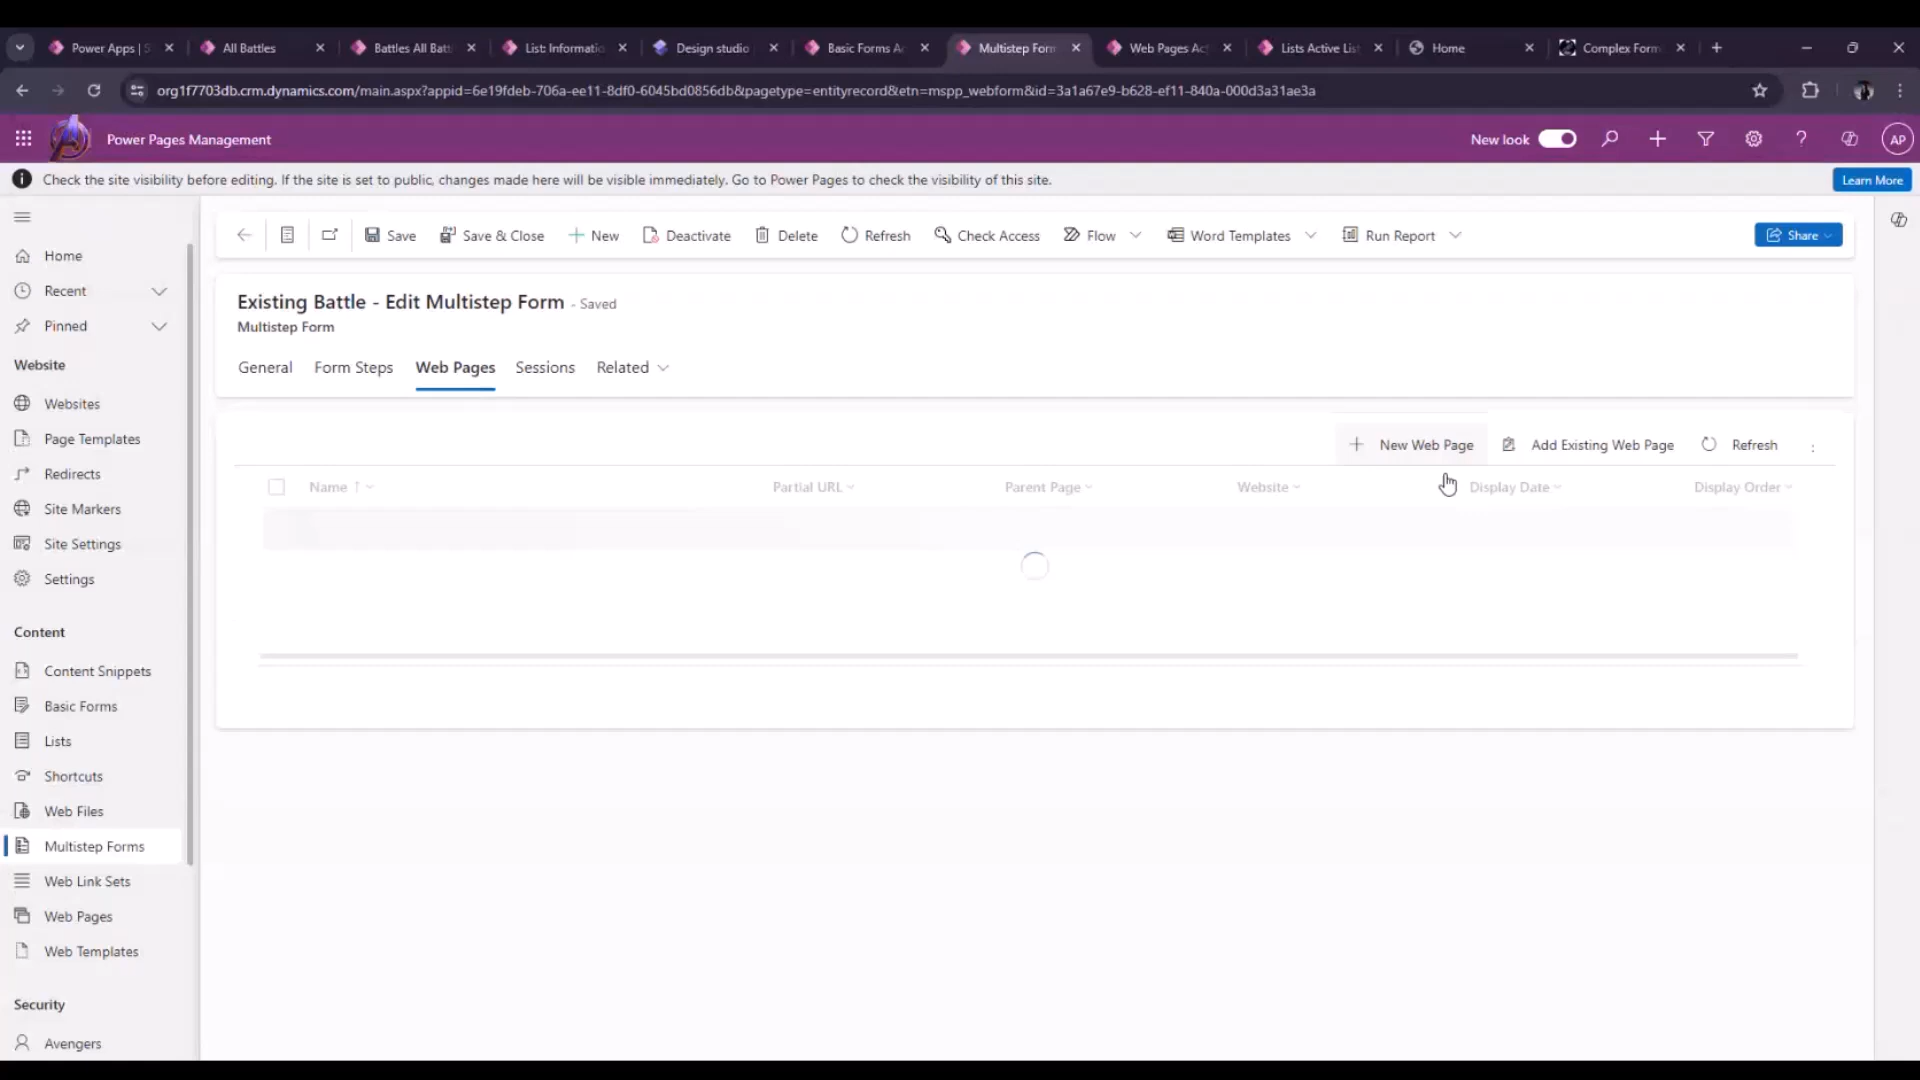 Power Apps | S
All Battles
Battles All Batt
List: Informatio
Design studio
Basic Forms Ac
Multistep Form
Web Pages Act
Lists Active List
Home
Complex Form
org1f7703db.crm.dynamics.com/main.aspx?appid=6e19fdeb-706a-ee11-8df0-6045bd0856db&pagetype=entityrecord&etn=mspp_webform&id=3a1a67e9-b628-ef11-840a-000d3a31ae3a
Power Pages Management
New look
AP
Check the site visibility before editing. If the site is set to public, changes made here will be visible immediately. Go to Power Pages to check the visibility of this site.
Learn More
Save
Save & Close
New
Deactivate
Delete
Refresh
Check Access
Flow
Word Templates
Run Report
Share
Home
Recent
Pinned
Website
Websites
Page Templates
Redirects
Site Markers
Site Settings
Settings
Content
Content Snippets
Basic Forms
Lists
Shortcuts
Web Files
Multistep Forms
Web Link Sets
Web Pages
Web Templates
Security
Avengers
Existing Battle - Edit Multistep Form - Saved
Multistep Form
General
Form Steps
Web Pages
Sessions
Related
New Web Page
Add Existing Web Page
Refresh
Name
Partial URL
Parent Page
Website
Display Date
Display Order